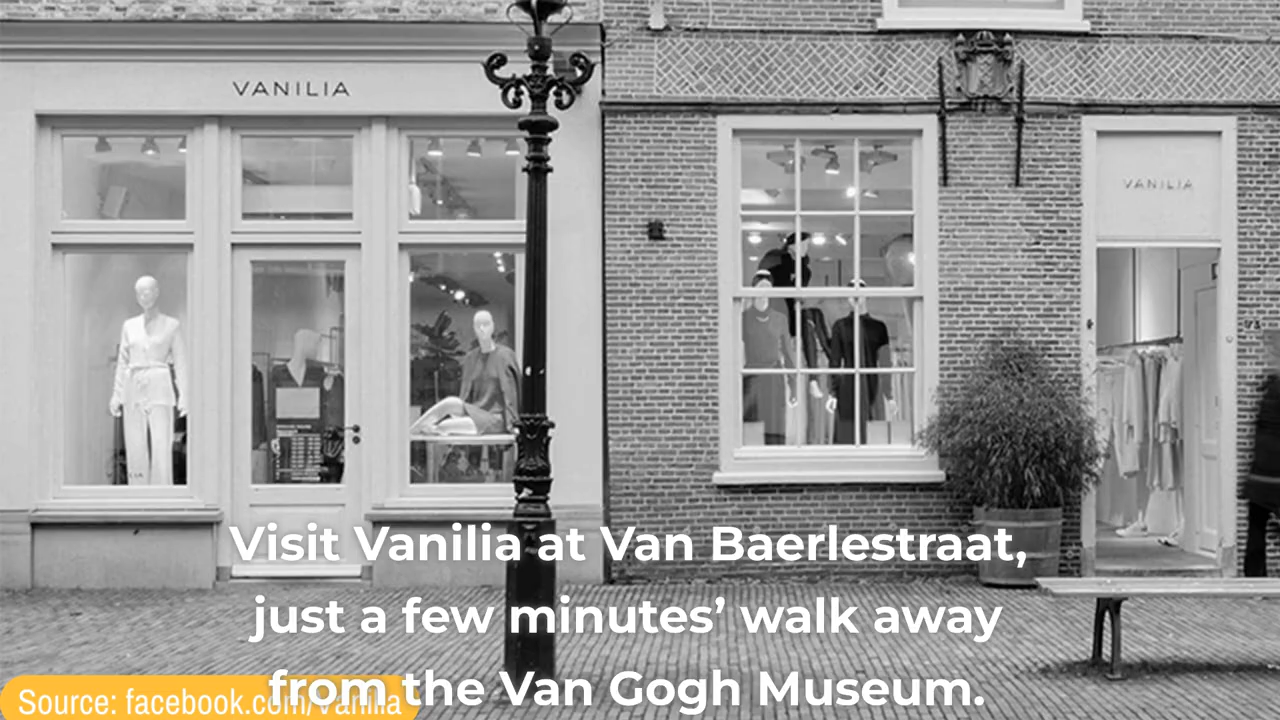 VANILIA
VANILIA
Visit Vanilia at Van Baerlestraat,
just a few minutes’ walk away
from the Van Gogh Museum.
Source: facebook.com/Vanilia